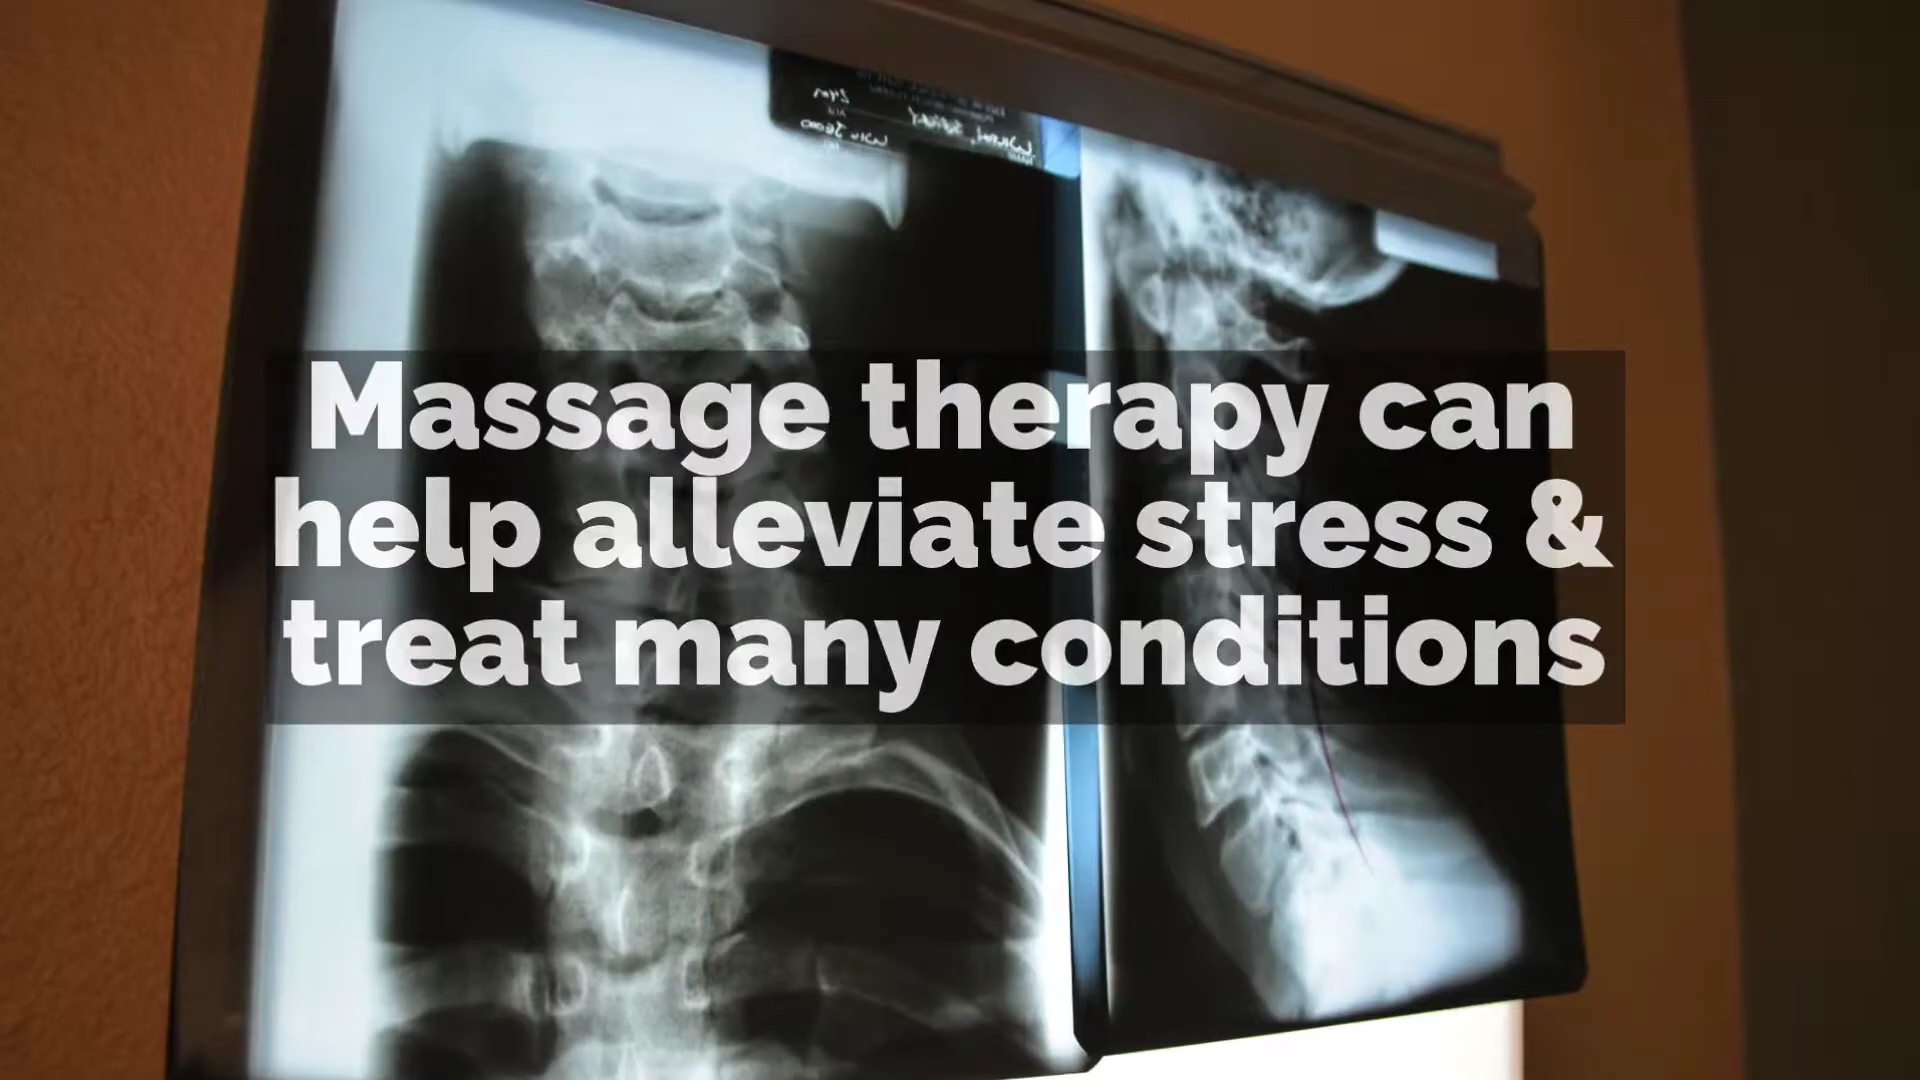 Massage therapy can
help alleviate stress &
treat many conditions